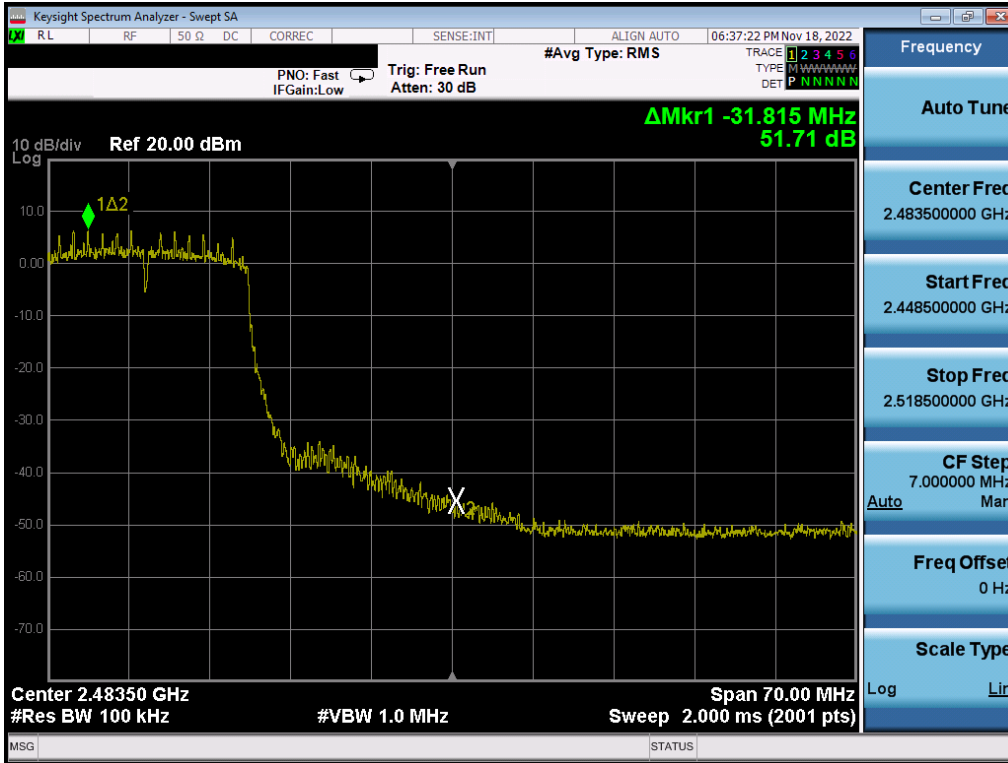 Keysight Spectrum Analyzer - Swept SA
LXI RL RF 50 Ω DC CORREC SENSE:INT ALIGN AUTO 06:37:22 PM Nov 18, 2022
#Avg Type: RMS
TRACE 1 2 3 4 5 6
TYPE M WWWWW
DET P N N N N N
PNO: Fast
IFGain:Low
Trig: Free Run
Atten: 30 dB
ΔMkr1 -31.815 MHz
51.71 dB
10 dB/div Ref 20.00 dBm
Log
1Δ2
10.0
0.00
-10.0
-20.0
-30.0
-40.0
X2
-50.0
-60.0
-70.0
Center 2.48350 GHz Span 70.00 MHz
#Res BW 100 kHz #VBW 1.0 MHz Sweep 2.000 ms (2001 pts)
MSG STATUS
Frequency
Auto Tune
Center Freq
2.483500000 GHz
Start Freq
2.448500000 GHz
Stop Freq
2.518500000 GHz
CF Step
7.000000 MHz
Auto Man
Freq Offset
0 Hz
Scale Type
Log Lin